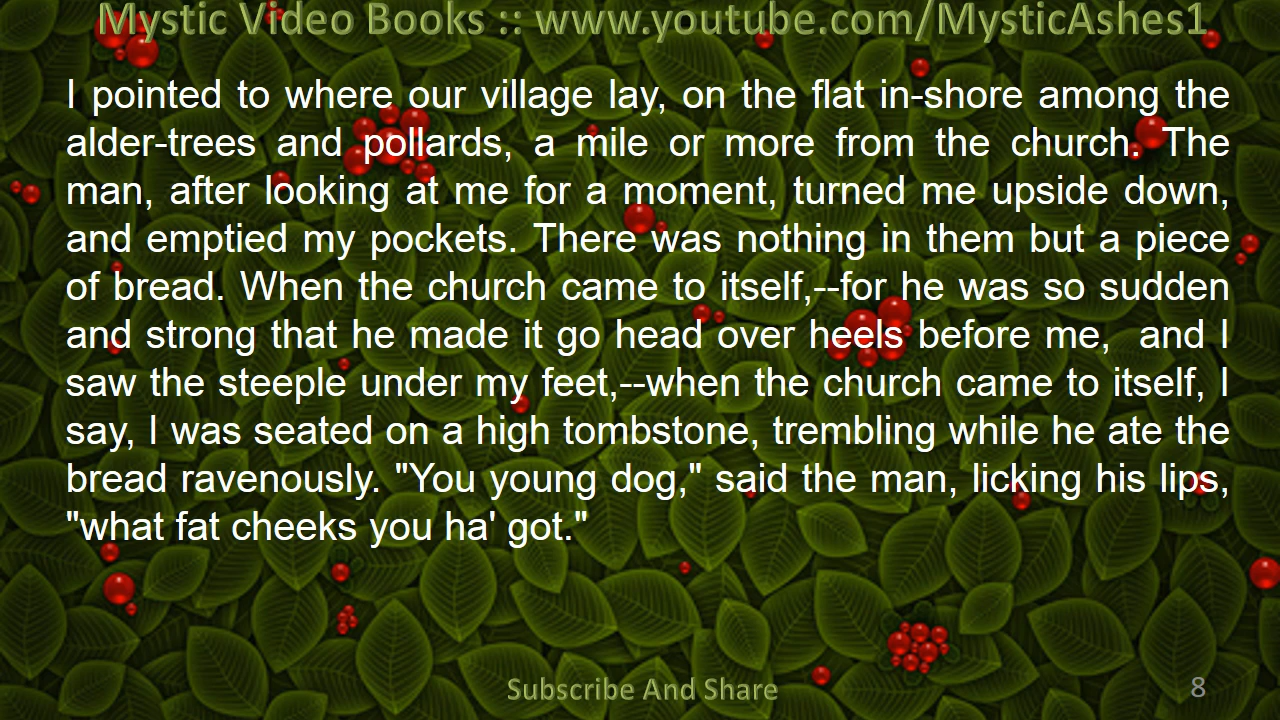 Mystic Video Books :: www.youtube.com/MysticAshes1
I pointed to where our village lay, on the flat in-shore among the
alder-trees and pollards, a mile or more from the church. The
man, after looking at me for a moment, turned me upside down,
and emptied my pockets. There was nothing in them but a piece
of bread. When the church came to itself,--for he was so sudden
and strong that he made it go head over heels before me,  and I
saw the steeple under my feet,--when the church came to itself, I
say, I was seated on a high tombstone, trembling while he ate the
bread ravenously. "You young dog," said the man, licking his lips,
"what fat cheeks you ha' got."
Subscribe And Share
8